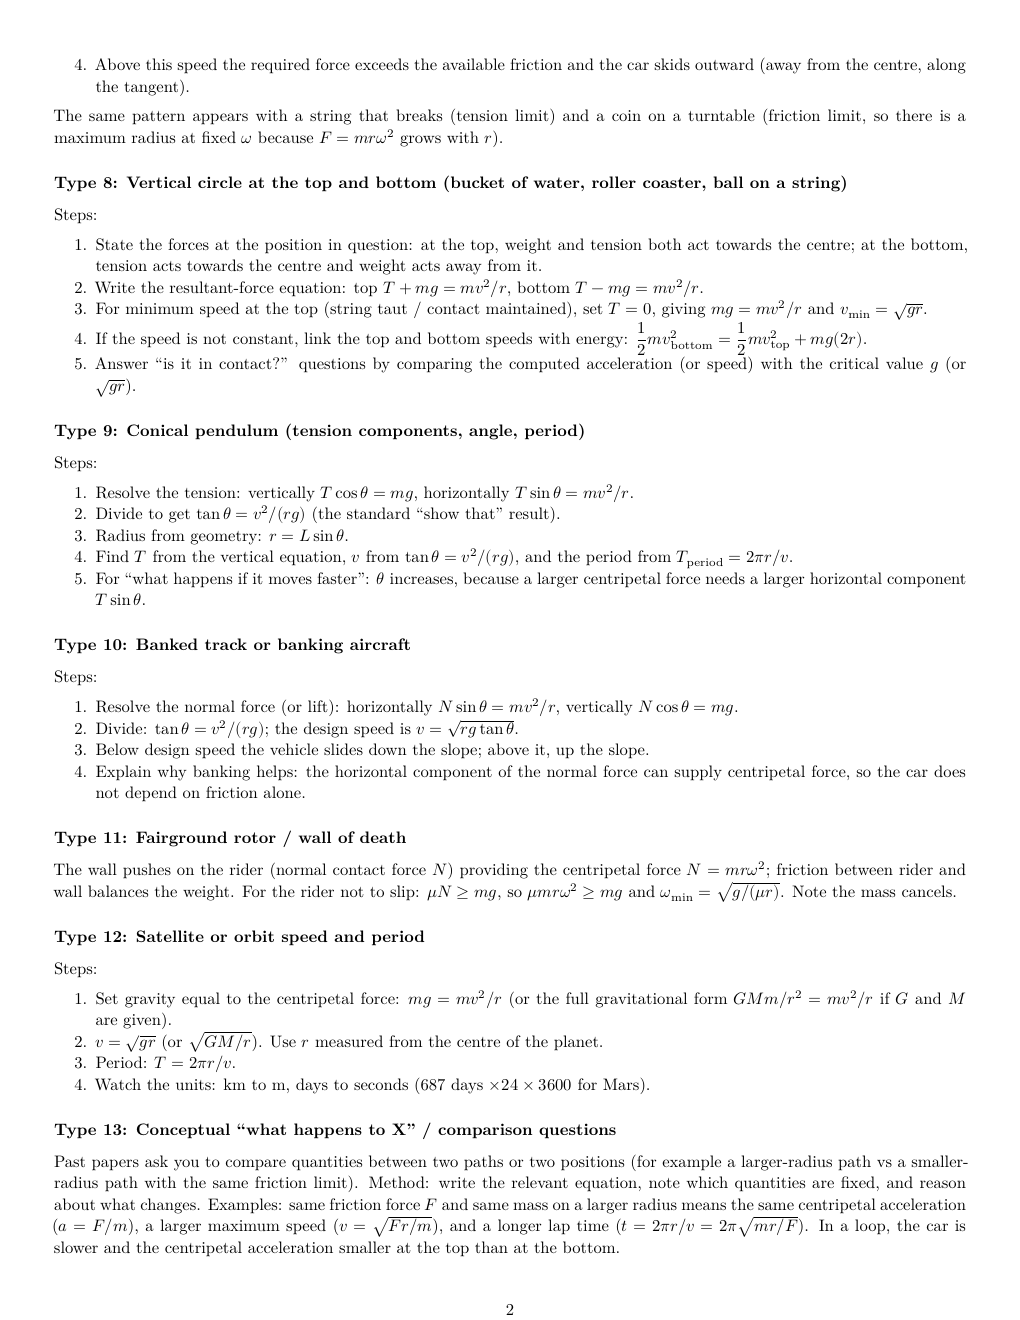 4. Above this speed the required force exceeds the available friction and the car skids outward (away from the centre, along
the tangent).
The same pattern appears with a string that breaks (tension limit) and a coin on a turntable (friction limit, so there is a
maximum radius at fixed ω because F = mrω² grows with r).
Type 8: Vertical circle at the top and bottom (bucket of water, roller coaster, ball on a string)
Steps:
1. State the forces at the position in question: at the top, weight and tension both act towards the centre; at the bottom,
tension acts towards the centre and weight acts away from it.
2. Write the resultant-force equation: top T + mg = mv²/r, bottom T − mg = mv²/r.
3. For minimum speed at the top (string taut / contact maintained), set T = 0, giving mg = mv²/r and v_min = √(gr).
4. If the speed is not constant, link the top and bottom speeds with energy: 1/2 mv²_bottom = 1/2 mv²_top + mg(2r).
5. Answer “is it in contact?” questions by comparing the computed acceleration (or speed) with the critical value g (or
√(gr)).
Type 9: Conical pendulum (tension components, angle, period)
Steps:
1. Resolve the tension: vertically T cos θ = mg, horizontally T sin θ = mv²/r.
2. Divide to get tan θ = v²/(rg) (the standard “show that” result).
3. Radius from geometry: r = L sin θ.
4. Find T from the vertical equation, v from tan θ = v²/(rg), and the period from T_period = 2πr/v.
5. For “what happens if it moves faster”: θ increases, because a larger centripetal force needs a larger horizontal component
T sin θ.
Type 10: Banked track or banking aircraft
Steps:
1. Resolve the normal force (or lift): horizontally N sin θ = mv²/r, vertically N cos θ = mg.
2. Divide: tan θ = v²/(rg); the design speed is v = √(rg tan θ).
3. Below design speed the vehicle slides down the slope; above it, up the slope.
4. Explain why banking helps: the horizontal component of the normal force can supply centripetal force, so the car does
not depend on friction alone.
Type 11: Fairground rotor / wall of death
The wall pushes on the rider (normal contact force N) providing the centripetal force N = mrω²; friction between rider and
wall balances the weight. For the rider not to slip: μN ≥ mg, so μmrω² ≥ mg and ω_min = √(g/(μr)). Note the mass cancels.
Type 12: Satellite or orbit speed and period
Steps:
1. Set gravity equal to the centripetal force: mg = mv²/r (or the full gravitational form GMm/r² = mv²/r if G and M
are given).
2. v = √(gr) (or √(GM/r)). Use r measured from the centre of the planet.
3. Period: T = 2πr/v.
4. Watch the units: km to m, days to seconds (687 days ×24 × 3600 for Mars).
Type 13: Conceptual “what happens to X” / comparison questions
Past papers ask you to compare quantities between two paths or two positions (for example a larger-radius path vs a smaller-
radius path with the same friction limit). Method: write the relevant equation, note which quantities are fixed, and reason
about what changes. Examples: same friction force F and same mass on a larger radius means the same centripetal acceleration
(a = F/m), a larger maximum speed (v = √(Fr/m)), and a longer lap time (t = 2πr/v = 2π√(mr/F)). In a loop, the car is
slower and the centripetal acceleration smaller at the top than at the bottom.
2